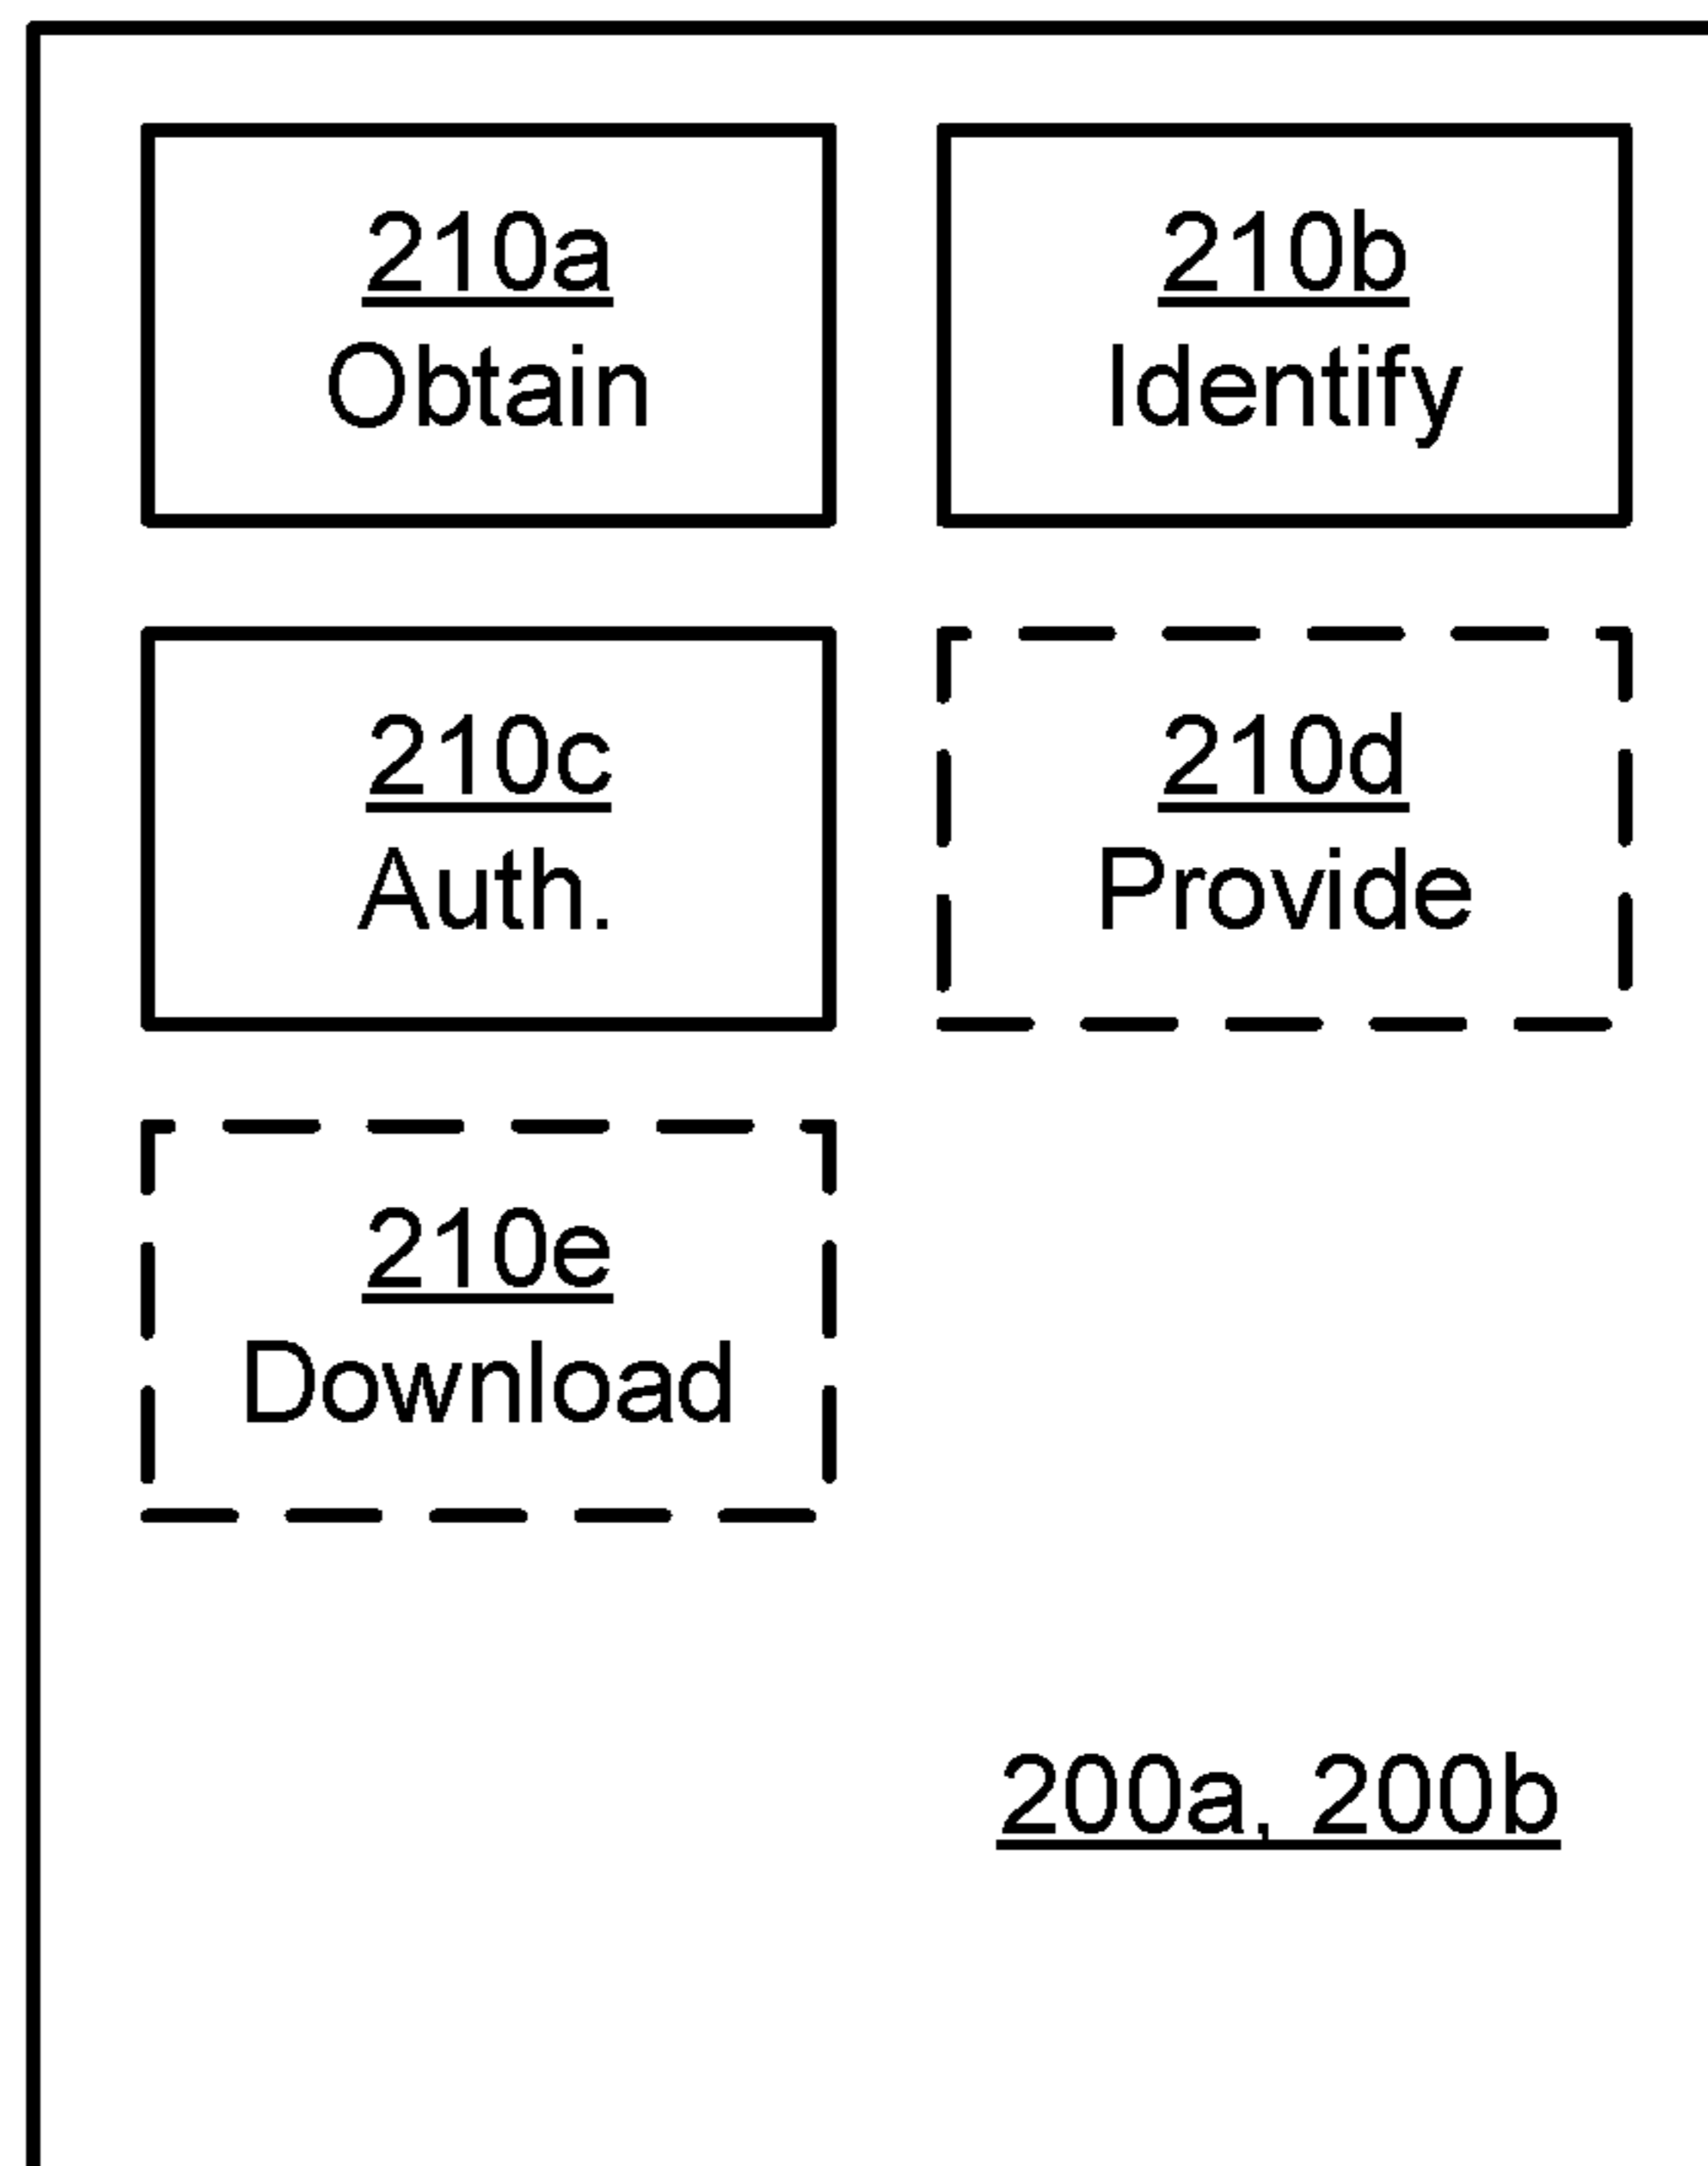 210a
Obtain
210b
Identify
210c
Auth.
210d
Provide
210e
Download
200a, 200b